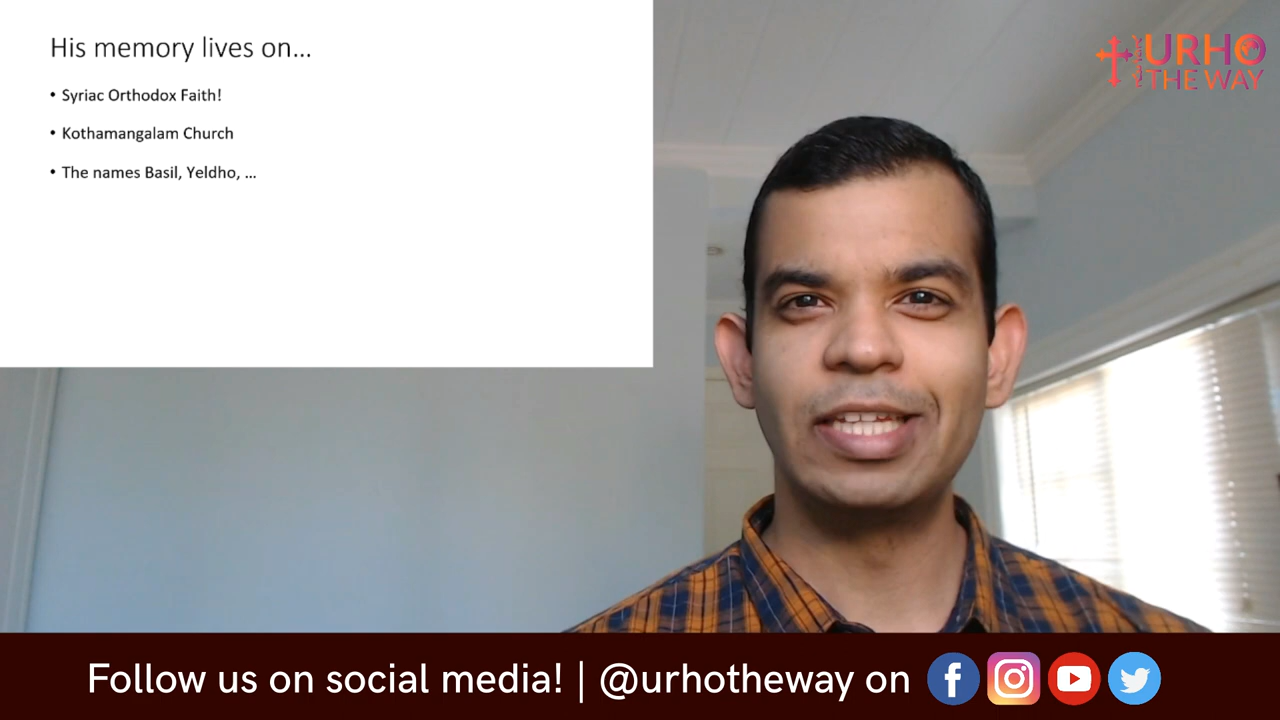 His memory lives on...
• Syriac Orthodox Faith!
• Kothamangalam Church
• The names Basil, Yeldho, ...
URHO
THE WAY
Follow us on social media! | @urhotheway on